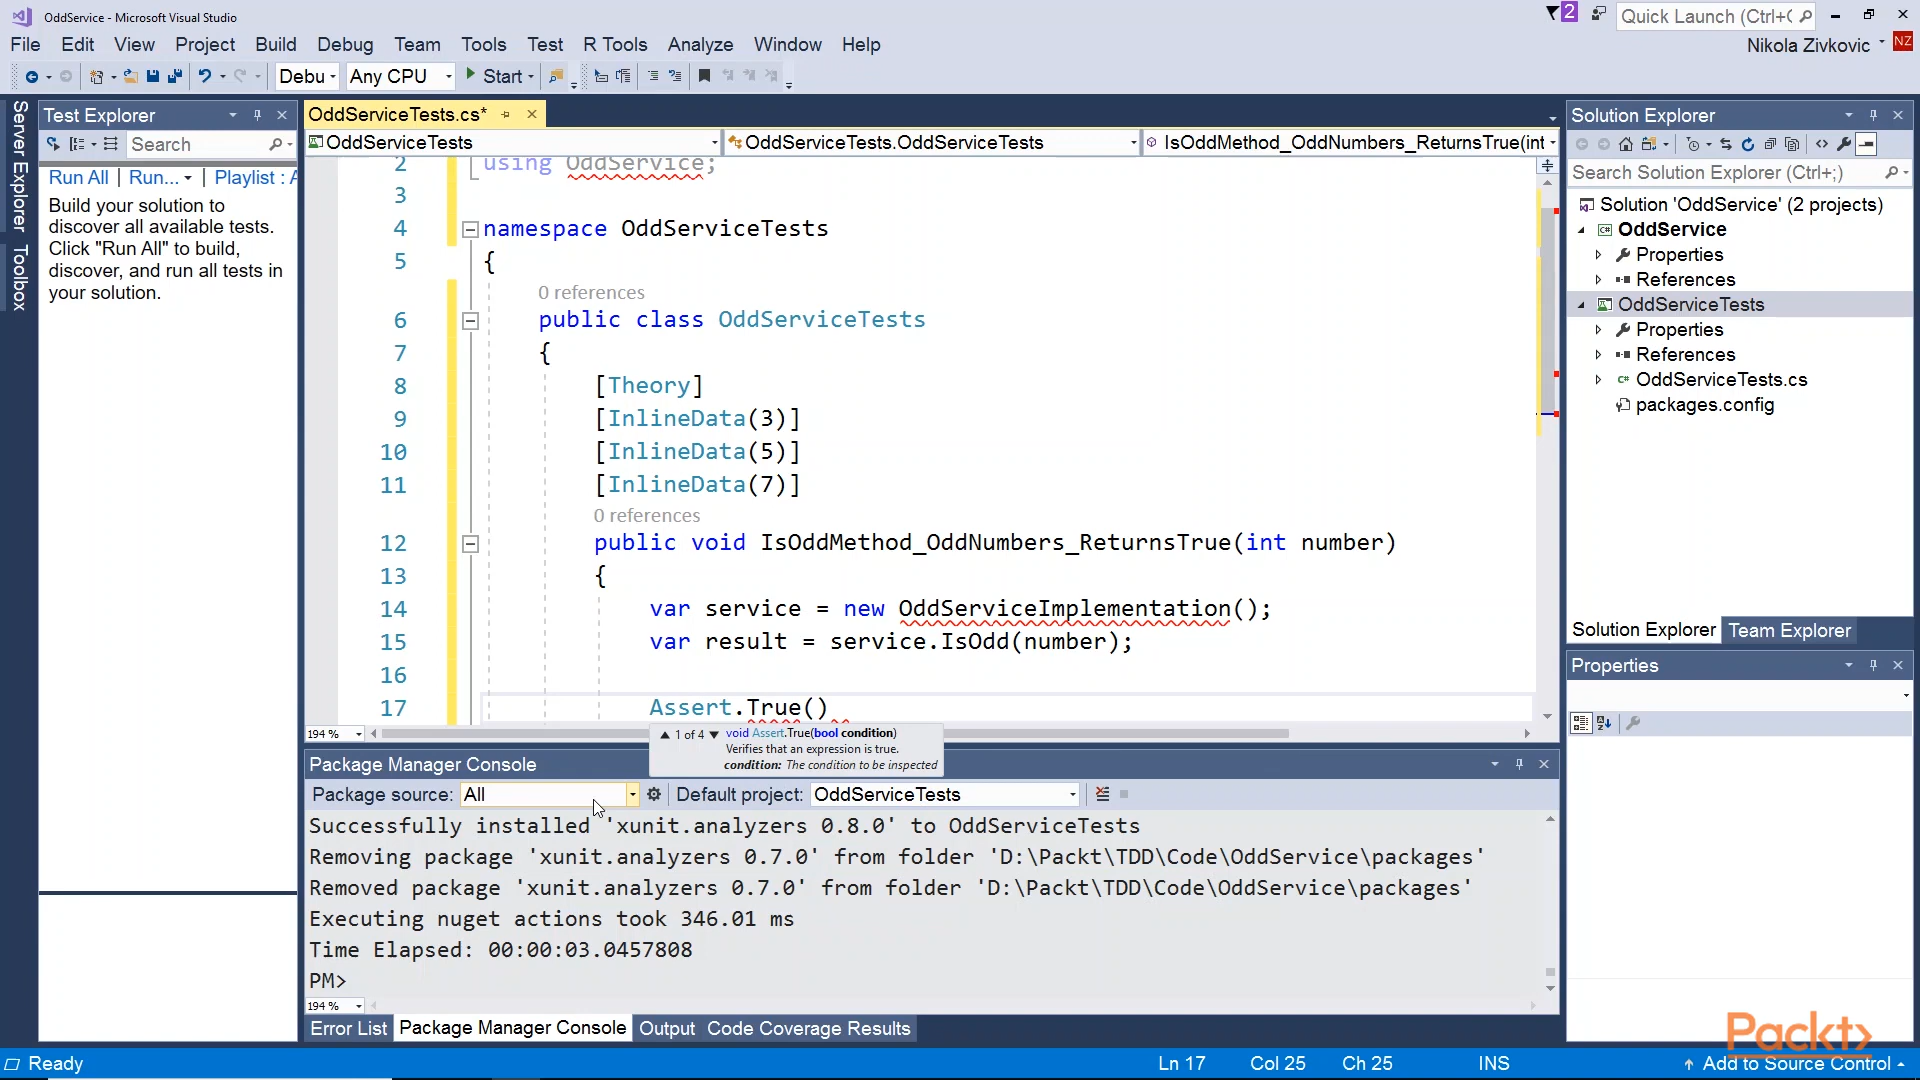 OddService - Microsoft Visual Studio
2
Quick Launch (Ctrl+
File Edit View Project Build Debug Team Tools Test R Tools Analyze Window Help
Nikola Zivkovic NZ
Debu Any CPU Start
Server Explorer
Toolbox
Test Explorer
Search
Run All | Run... | Playlist : A
Build your solution to
discover all available tests.
Click "Run All" to build,
discover, and run all tests in
your solution.
OddServiceTests.cs*
OddServiceTests OddServiceTests.OddServiceTests IsOddMethod_OddNumbers_ReturnsTrue(int
2 using OddService;
3
4 namespace OddServiceTests
5 {
0 references
6 public class OddServiceTests
7 {
8 [Theory]
9 [InlineData(3)]
10 [InlineData(5)]
11 [InlineData(7)]
0 references
12 public void IsOddMethod_OddNumbers_ReturnsTrue(int number)
13 {
14 var service = new OddServiceImplementation();
15 var result = service.IsOdd(number);
16
17 Assert.True()
194 %
▲ 1 of 4 ▼ void Assert.True(bool condition)
Verifies that an expression is true.
condition: The condition to be inspected
Package Manager Console
Package source: All Default project: OddServiceTests
Successfully installed 'xunit.analyzers 0.8.0' to OddServiceTests
Removing package 'xunit.analyzers 0.7.0' from folder 'D:\Packt\TDD\Code\OddService\packages'
Removed package 'xunit.analyzers 0.7.0' from folder 'D:\Packt\TDD\Code\OddService\packages'
Executing nuget actions took 346.01 ms
Time Elapsed: 00:00:03.0457808
PM>
194 %
Error List Package Manager Console Output Code Coverage Results
Solution Explorer
Search Solution Explorer (Ctrl+;)
Solution 'OddService' (2 projects)
OddService
Properties
References
OddServiceTests
Properties
References
OddServiceTests.cs
packages.config
Solution Explorer Team Explorer
Properties
Packt>
Ready Ln 17 Col 25 Ch 25 INS Add to Source Control